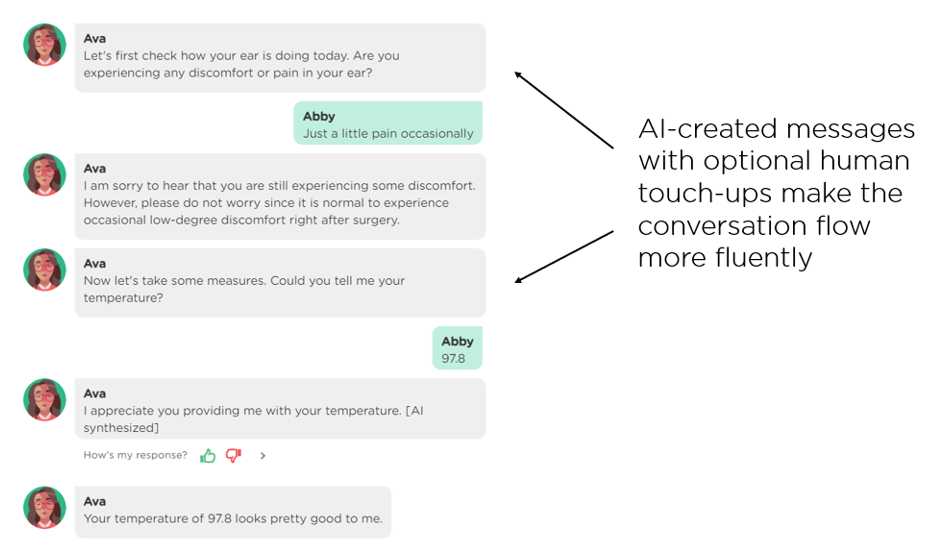 Ava
Let's first check how your ear is doing today. Are you
experiencing any discomfort or pain in your ear?
Abby
Just a little pain occasionally
Ava
I am sorry to hear that you are still experiencing some discomfort.
However, please do not worry since it is normal to experience
occasional low-degree discomfort right after surgery.
Ava
Now let's take some measures. Could you tell me your
temperature?
Abby
97.8
Ava
I appreciate you providing me with your temperature. [AI
synthesized]
How's my response?
Ava
Your temperature of 97.8 looks pretty good to me.
AI-created messages
with optional human
touch-ups make the
conversation flow
more fluently